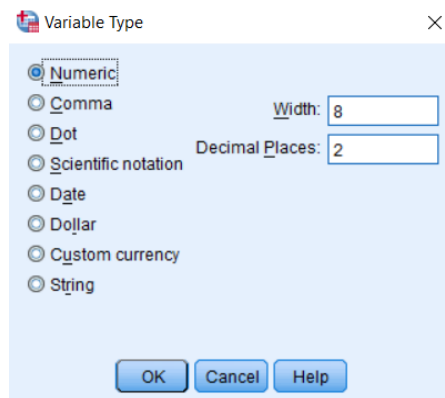 Variable Type
Numeric
Comma
Width: 8
Dot
Decimal Places: 2
Scientific notation
Date
Dollar
Custom currency
String
OK Cancel Help